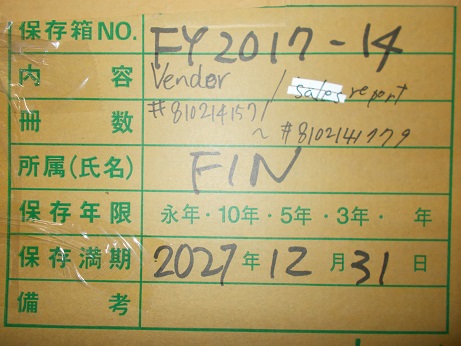 保存箱NO. FY2017-14
内容 Vendor / sales report
冊数 #8102141571 ~ #8102141779
所属(氏名) FIN
保存年限 永年・10年・5年・3年・ 年
保存満期 2027年12月31日
備考